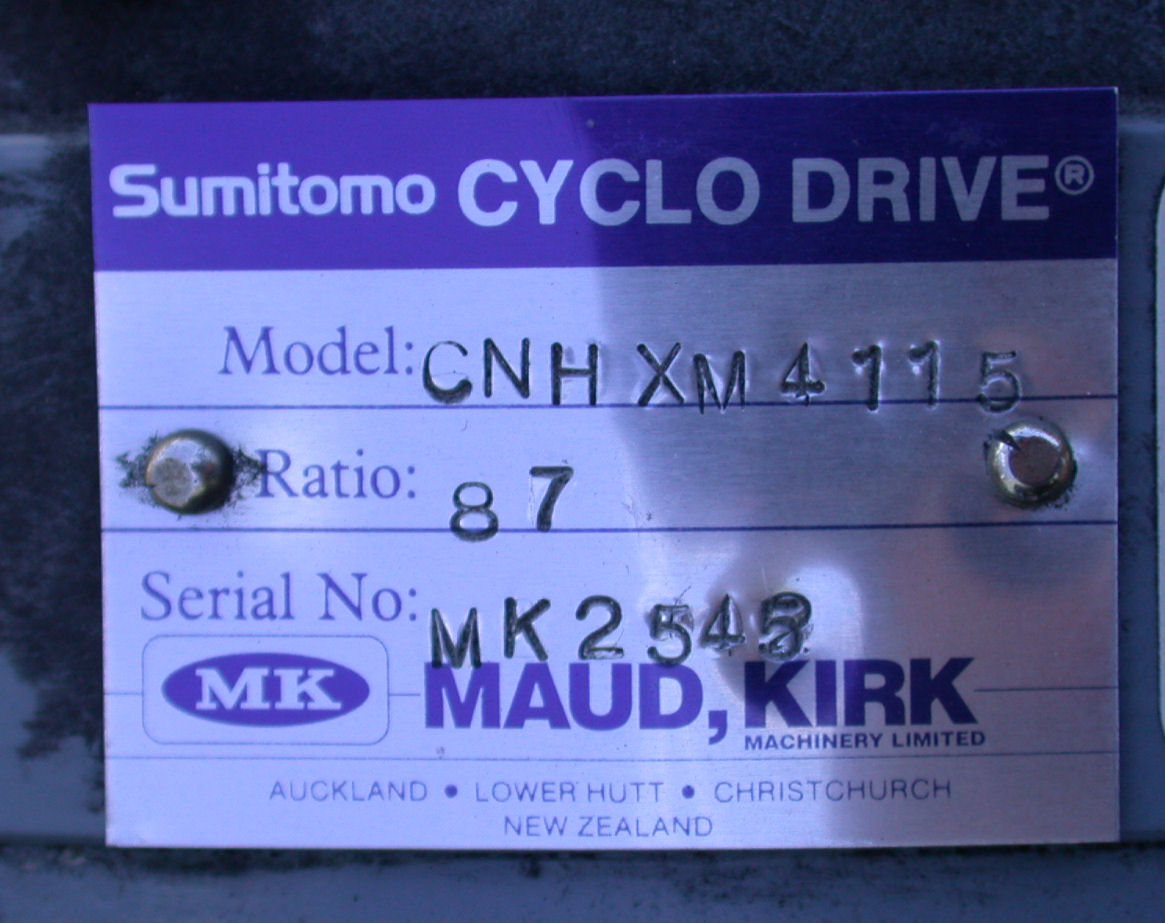 Sumitomo CYCLO DRIVE®
Model: CNH XM 4115
Ratio: 87
Serial No:
MK MAUD, KIRK
MACHINERY LIMITED
AUCKLAND • LOWER HUTT • CHRISTCHURCH
NEW ZEALAND